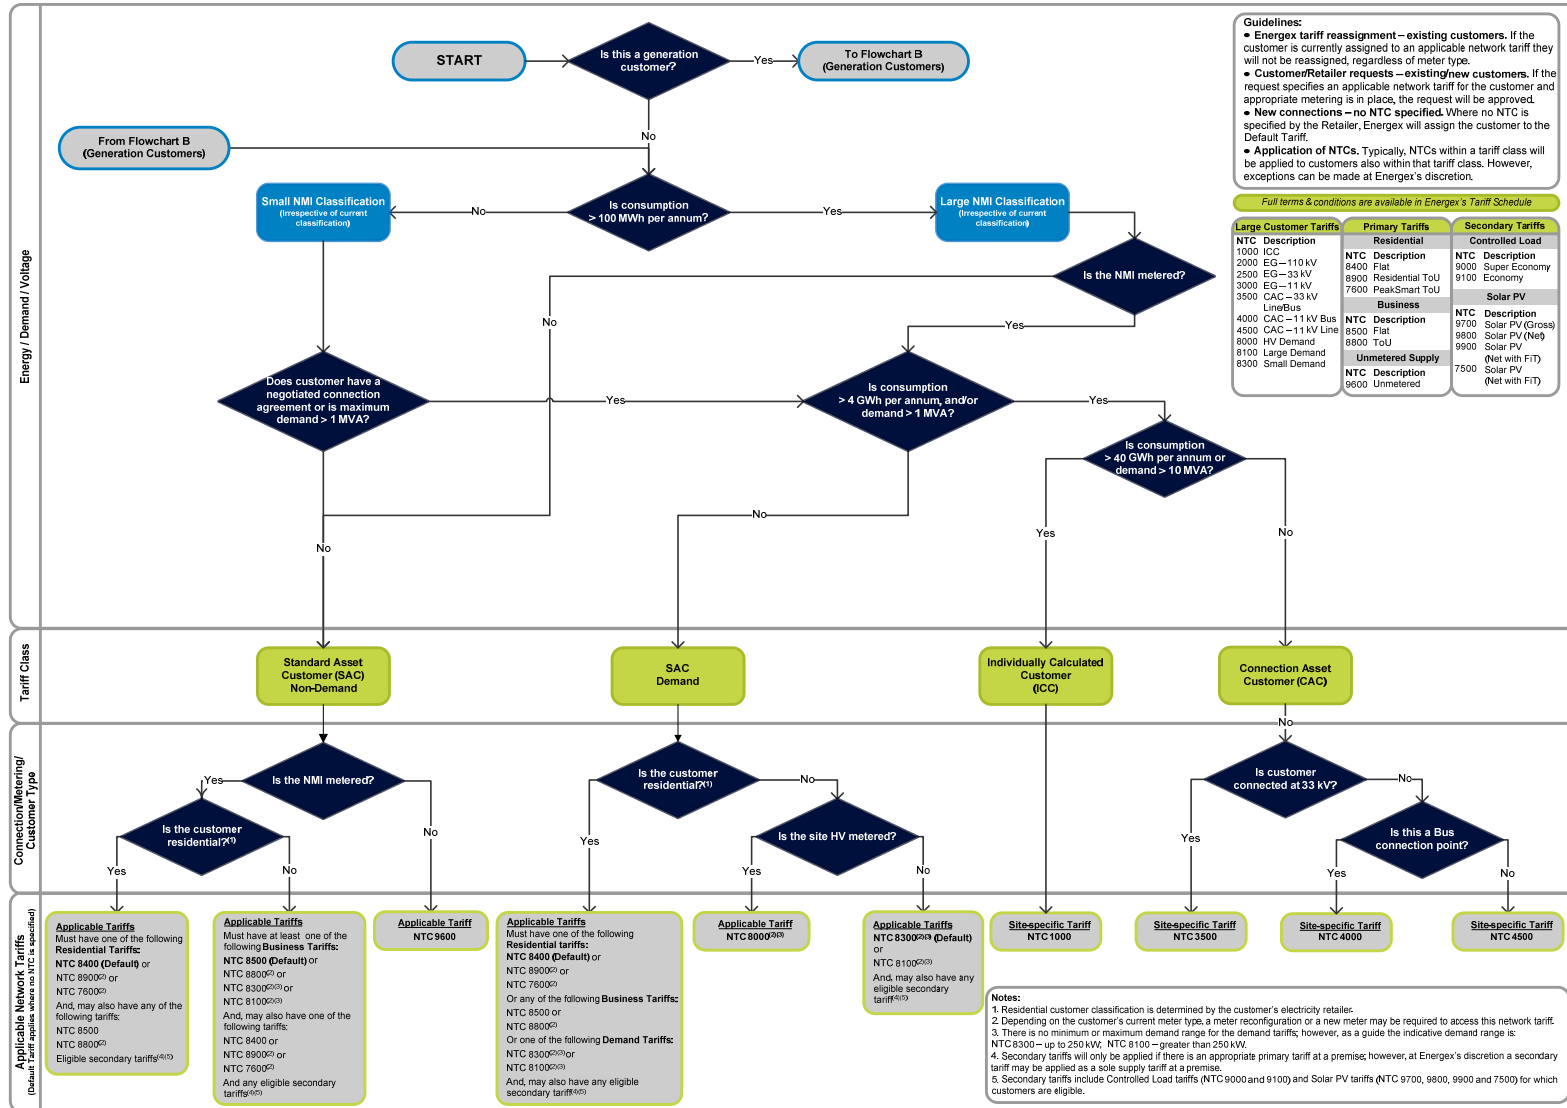 START
Is this a generation
customer?
Yes
To Flowchart B
(Generation Customers)
No
From Flowchart B
(Generation Customers)
Small NMI Classification
(Irrespective of current
classification)
No
Is consumption
> 100 MWh per annum?
Yes
Large NMI Classification
(Irrespective of current
classification)
Is the NMI metered?
No
Yes
Does customer have a
negotiated connection
agreement or is maximum
demand > 1 MVA?
Yes
Is consumption
> 4 GWh per annum, and/or
demand > 1 MVA?
Yes
Is consumption
> 40 GWh per annum or
demand > 10 MVA?
No
No
Yes
No
Guidelines:
• Energex tariff reassignment – existing customers. If the
customer is currently assigned to an applicable network tariff they
will not be reassigned, regardless of meter type.
• Customer/Retailer requests – existing/new customers. If the
request specifies an applicable network tariff for the customer and
appropriate metering is in place, the request will be approved.
• New connections – no NTC specified. Where no NTC is
specified by the Retailer, Energex will assign the customer to the
Default Tariff.
• Application of NTCs. Typically, NTCs within a tariff class will
be applied to customers also within that tariff class. However,
exceptions can be made at Energex's discretion.
Full terms & conditions are available in Energex's Tariff Schedule
Large Customer Tariffs
NTC Description
1000 ICC
2000 EG – 110 kV
2500 EG – 33 kV
3000 EG – 11 kV
3500 CAC – 33 kV
Line/Bus
4000 CAC – 11 kV Bus
4500 CAC – 11 kV Line
8000 HV Demand
8100 Large Demand
8300 Small Demand
Primary Tariffs
Residential
NTC Description
8400 Flat
8900 Residential ToU
7600 PeakSmart ToU
Business
NTC Description
8500 Flat
8800 ToU
Unmetered Supply
NTC Description
9600 Unmetered
Secondary Tariffs
Controlled Load
NTC Description
9000 Super Economy
9100 Economy
Solar PV
NTC Description
9700 Solar PV (Gross)
9800 Solar PV (Net)
9900 Solar PV
(Net with FiT)
7500 Solar PV
(Net with FiT)
Energy / Demand / Voltage
Tariff Class
Standard Asset
Customer (SAC)
Non-Demand
SAC
Demand
Individually Calculated
Customer
(ICC)
Connection Asset
Customer (CAC)
Connection/Metering/
Customer Type
Is the NMI metered?
Yes
No
Is the customer
residential?(1)
Yes
No
Is the customer
residential?(1)
Yes
No
Is the site HV metered?
Yes
No
No
Is customer
connected at 33 kV?
Yes
No
Is this a Bus
connection point?
Yes
No
Applicable Network Tariffs
(Default Tariff applies where no NTC is specified)
Applicable Tariffs
Must have one of the following
Residential Tariffs:
NTC 8400 (Default) or
NTC 8900(2) or
NTC 7600(2)
And, may also have any of the
following tariffs:
NTC 8500
NTC 8800(2)
Eligible secondary tariffs(4)(5)
Applicable Tariffs
Must have at least one of the
following Business Tariffs:
NTC 8500 (Default) or
NTC 8800(2) or
NTC 8300(2)(3) or
NTC 8100(2)(3)
And, may also have one of the
following tariffs:
NTC 8400 or
NTC 8900(2) or
NTC 7600(2)
And any eligible secondary
tariffs(4)(5)
Applicable Tariff
NTC 9600
Applicable Tariffs
Must have one of the following
Residential tariffs:
NTC 8400 (Default) or
NTC 8900(2) or
NTC 7600(2)
Or any of the following Business Tariffs:
NTC 8500 or
NTC 8800(2)
Or one of the following Demand Tariffs:
NTC 8300(2)(3) or
NTC 8100(2)(3)
And, may also have any eligible
secondary tariff(4)(5)
Applicable Tariff
NTC 8000(2)(3)
Applicable Tariffs
NTC 8300(2)(3) (Default)
or
NTC 8100(2)(3)
And, may also have any
eligible secondary
tariff(4)(5)
Site-specific Tariff
NTC 1000
Site-specific Tariff
NTC 3500
Site-specific Tariff
NTC 4000
Site-specific Tariff
NTC 4500
Notes:
1. Residential customer classification is determined by the customer's electricity retailer.
2. Depending on the customer's current meter type, a meter reconfiguration or a new meter may be required to access this network tariff.
3. There is no minimum or maximum demand range for the demand tariffs; however, as a guide the indicative demand range is:
NTC 8300 – up to 250 kW; NTC 8100 – greater than 250 kW.
4. Secondary tariffs will only be applied if there is an appropriate primary tariff at a premise; however, at Energex's discretion a secondary
tariff may be applied as a sole supply tariff at a premise.
5. Secondary tariffs include Controlled Load tariffs (NTC 9000 and 9100) and Solar PV tariffs (NTC 9700, 9800, 9900 and 7500) for which
customers are eligible.